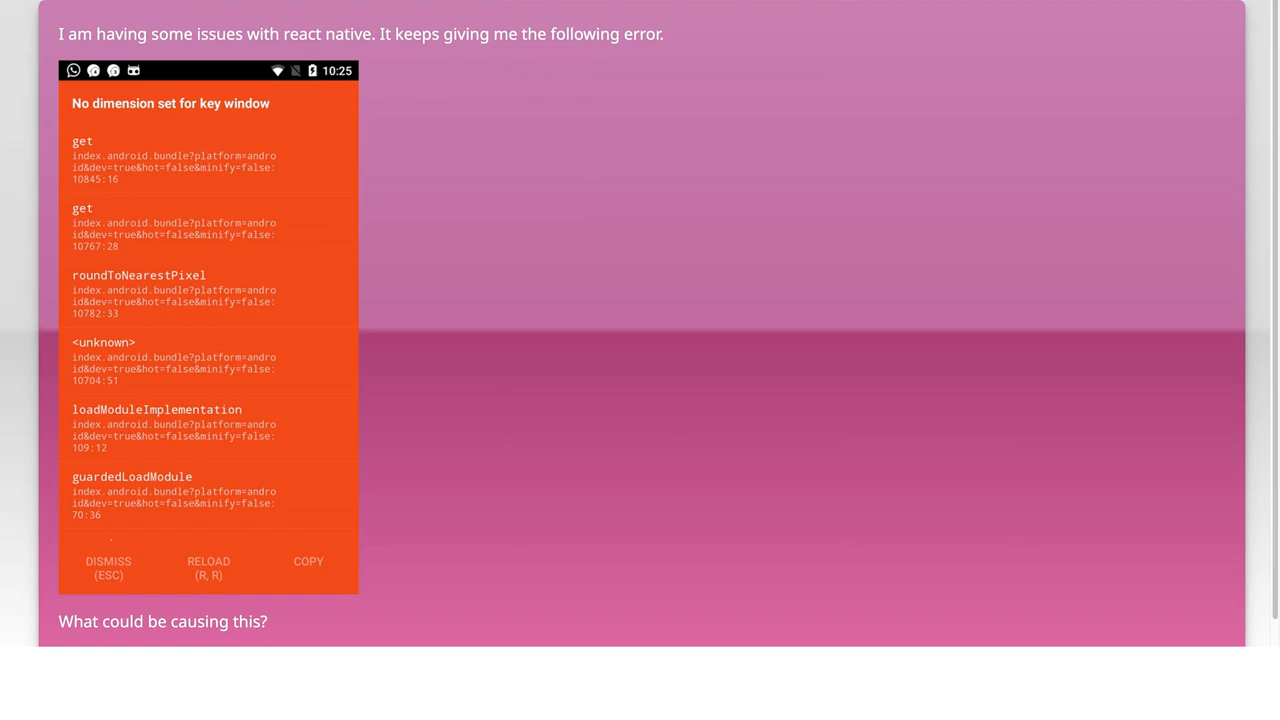 I am having some issues with react native. It keeps giving me the following error.
10:25
No dimension set for key window
get
index.android.bundle?platform=andro
id&dev=true&hot=false&minify=false:
10845:16
get
index.android.bundle?platform=andro
id&dev=true&hot=false&minify=false:
10767:28
roundToNearestPixel
index.android.bundle?platform=andro
id&dev=true&hot=false&minify=false:
10782:33
<unknown>
index.android.bundle?platform=andro
id&dev=true&hot=false&minify=false:
10704:51
loadModuleImplementation
index.android.bundle?platform=andro
id&dev=true&hot=false&minify=false:
109:12
guardedLoadModule
index.android.bundle?platform=andro
id&dev=true&hot=false&minify=false:
70:36
DISMISS RELOAD COPY
(ESC) (R, R)
What could be causing this?